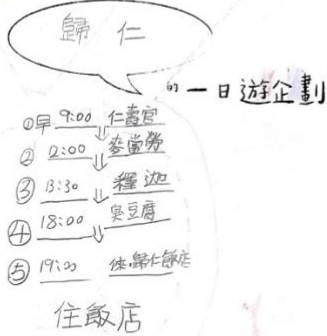 歸仁
的一日遊企劃
①早 9:00 仁壽宮
② 12:00 麥當勞
③ 13:30 釋迦
④ 18:00 臭豆腐
⑤ 19:00 徠歸仁飯店
住飯店